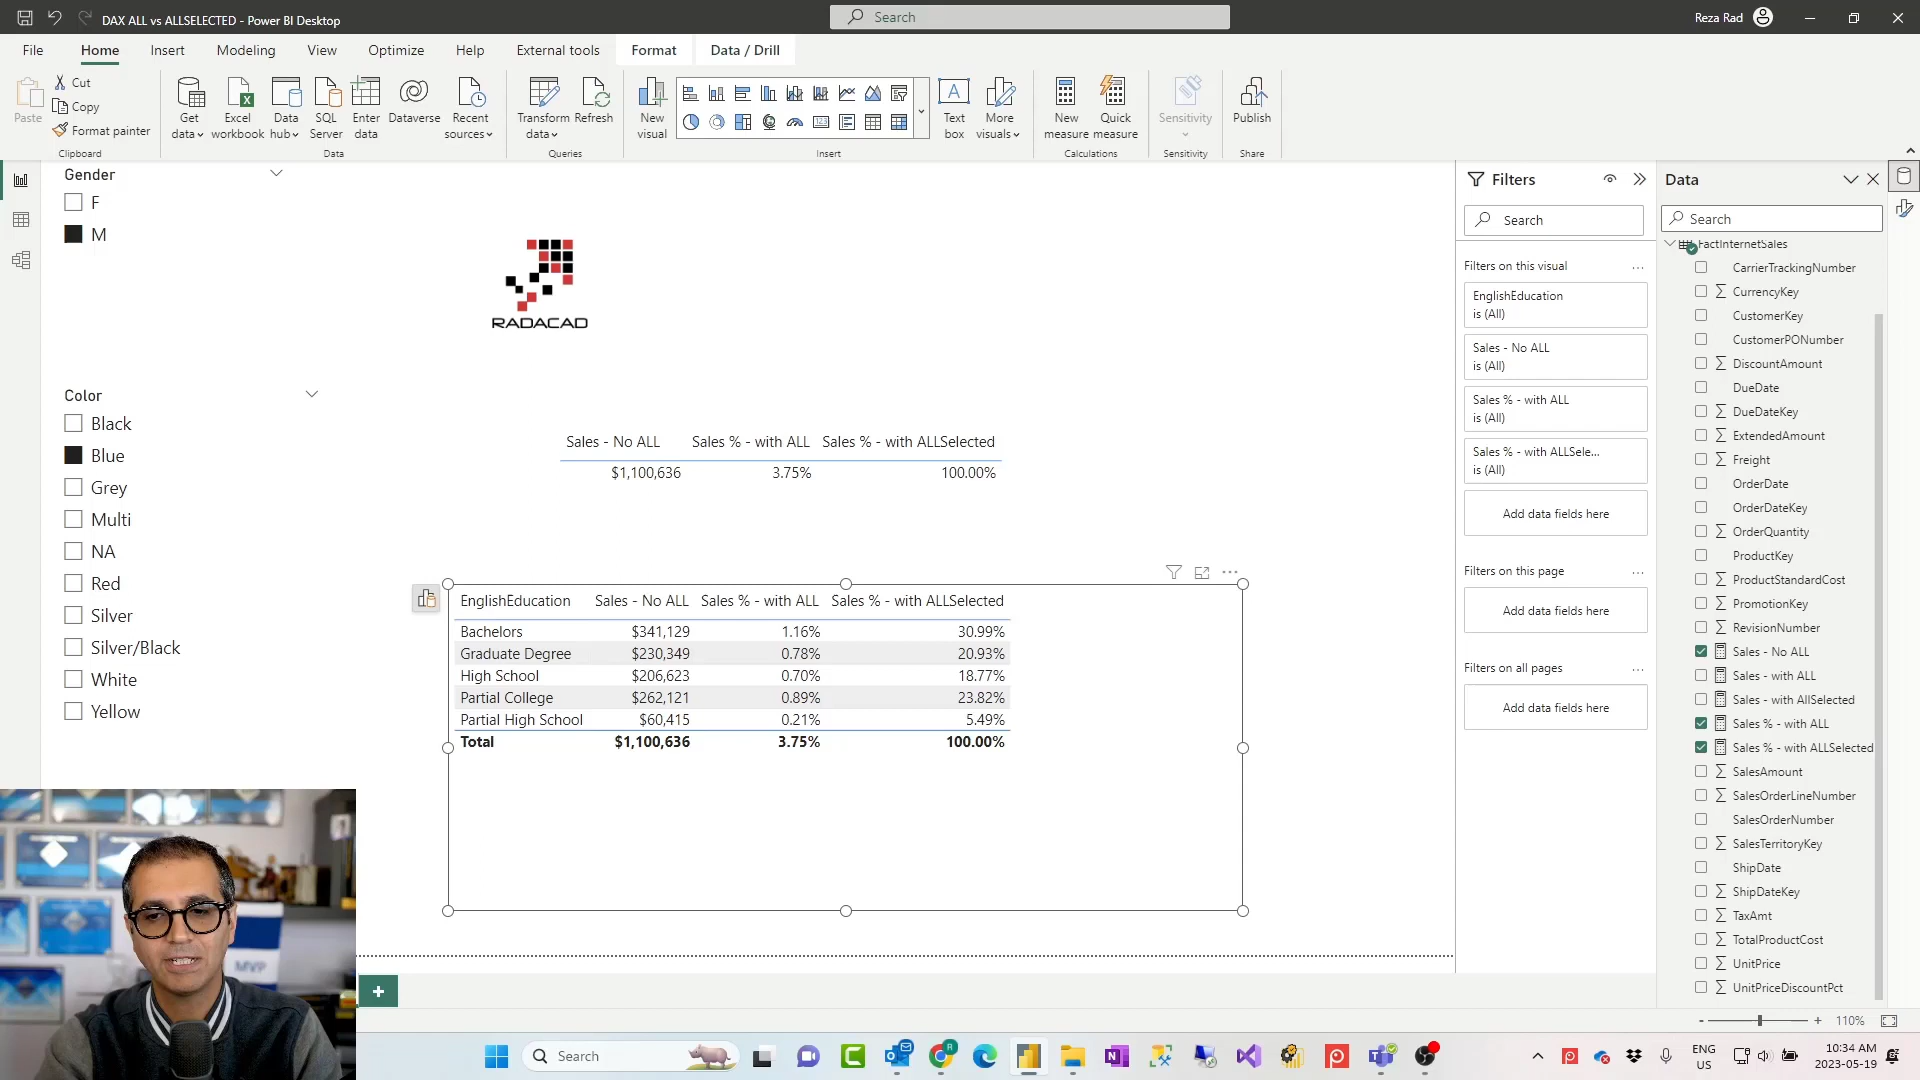 DAX ALL vs ALLSELECTED - Power BI Desktop
Search
Reza Rad
File Home Insert Modeling View Optimize Help External tools Format Data / Drill
Paste
Cut
Copy
Format painter
Clipboard
Get data
Excel workbook
Data hub
SQL Server
Enter data
Dataverse
Recent sources
Data
Transform data
Refresh
Queries
New visual
Insert
Text box
More visuals
New measure
Quick measure
Calculations
Sensitivity
Sensitivity
Publish
Share
Gender
F
M
RADACAD
Color
Black
Blue
Grey
Multi
NA
Red
Silver
Silver/Black
White
Yellow
Sales - No ALL Sales % - with ALL Sales % - with ALLSelected
$1,100,636 3.75% 100.00%
EnglishEducation Sales - No ALL Sales % - with ALL Sales % - with ALLSelected
Bachelors $341,129 1.16% 30.99%
Graduate Degree $230,349 0.78% 20.93%
High School $206,623 0.70% 18.77%
Partial College $262,121 0.89% 23.82%
Partial High School $60,415 0.21% 5.49%
Total $1,100,636 3.75% 100.00%
MVP
Filters
Search
Filters on this visual
EnglishEducation
is (All)
Sales - No ALL
is (All)
Sales % - with ALL
is (All)
Sales % - with ALLSele...
is (All)
Add data fields here
Filters on this page
Add data fields here
Filters on all pages
Add data fields here
Data
Search
FactInternetSales
CarrierTrackingNumber
CurrencyKey
CustomerKey
CustomerPONumber
DiscountAmount
DueDate
DueDateKey
ExtendedAmount
Freight
OrderDate
OrderDateKey
OrderQuantity
ProductKey
ProductStandardCost
PromotionKey
RevisionNumber
Sales - No ALL
Sales - with ALL
Sales - with AllSelected
Sales % - with ALL
Sales % - with ALLSelected
SalesAmount
SalesOrderLineNumber
SalesOrderNumber
SalesTerritoryKey
ShipDate
ShipDateKey
TaxAmt
TotalProductCost
UnitPrice
UnitPriceDiscountPct
- + 110%
Search
ENG
US
10:34 AM
2023-05-19